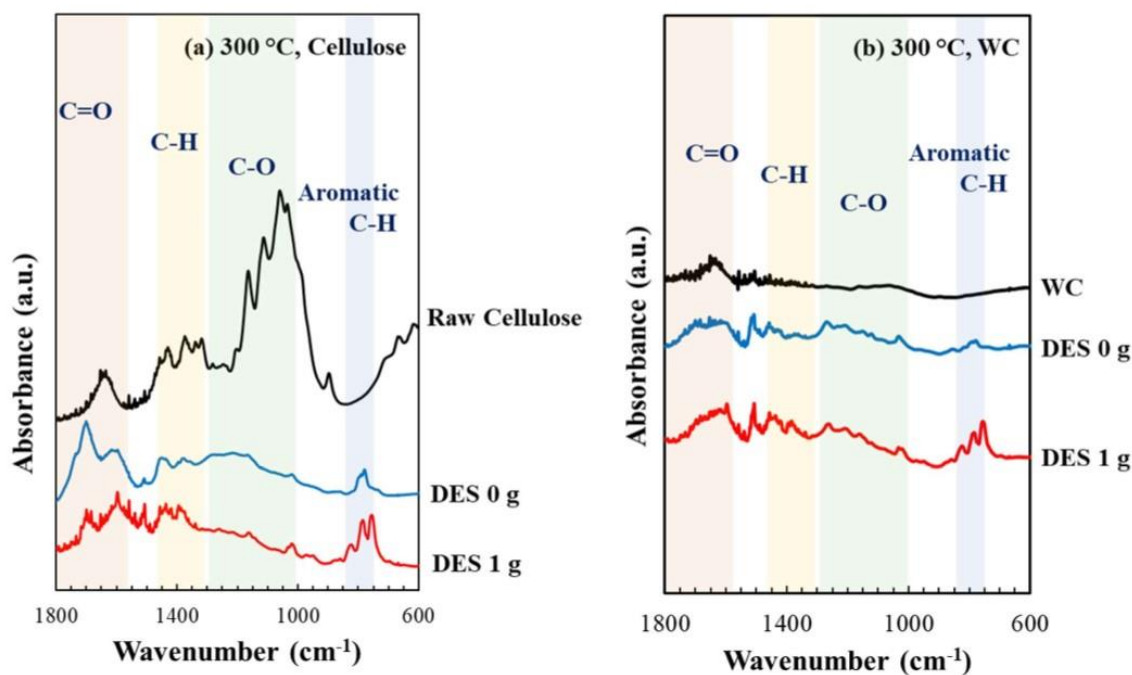 (a) 300 °C, Cellulose
C=O
C-H
C-O
Aromatic
C-H
Raw Cellulose
DES 0 g
DES 1 g
Absorbance (a.u.)
1800 1400 1000 600
Wavenumber (cm-1)
(b) 300 °C, WC
C=O
Aromatic
C-H
C-H
C-O
WC
DES 0 g
DES 1 g
Absorbance (a.u.)
1800 1400 1000 600
Wavenumber (cm-1)